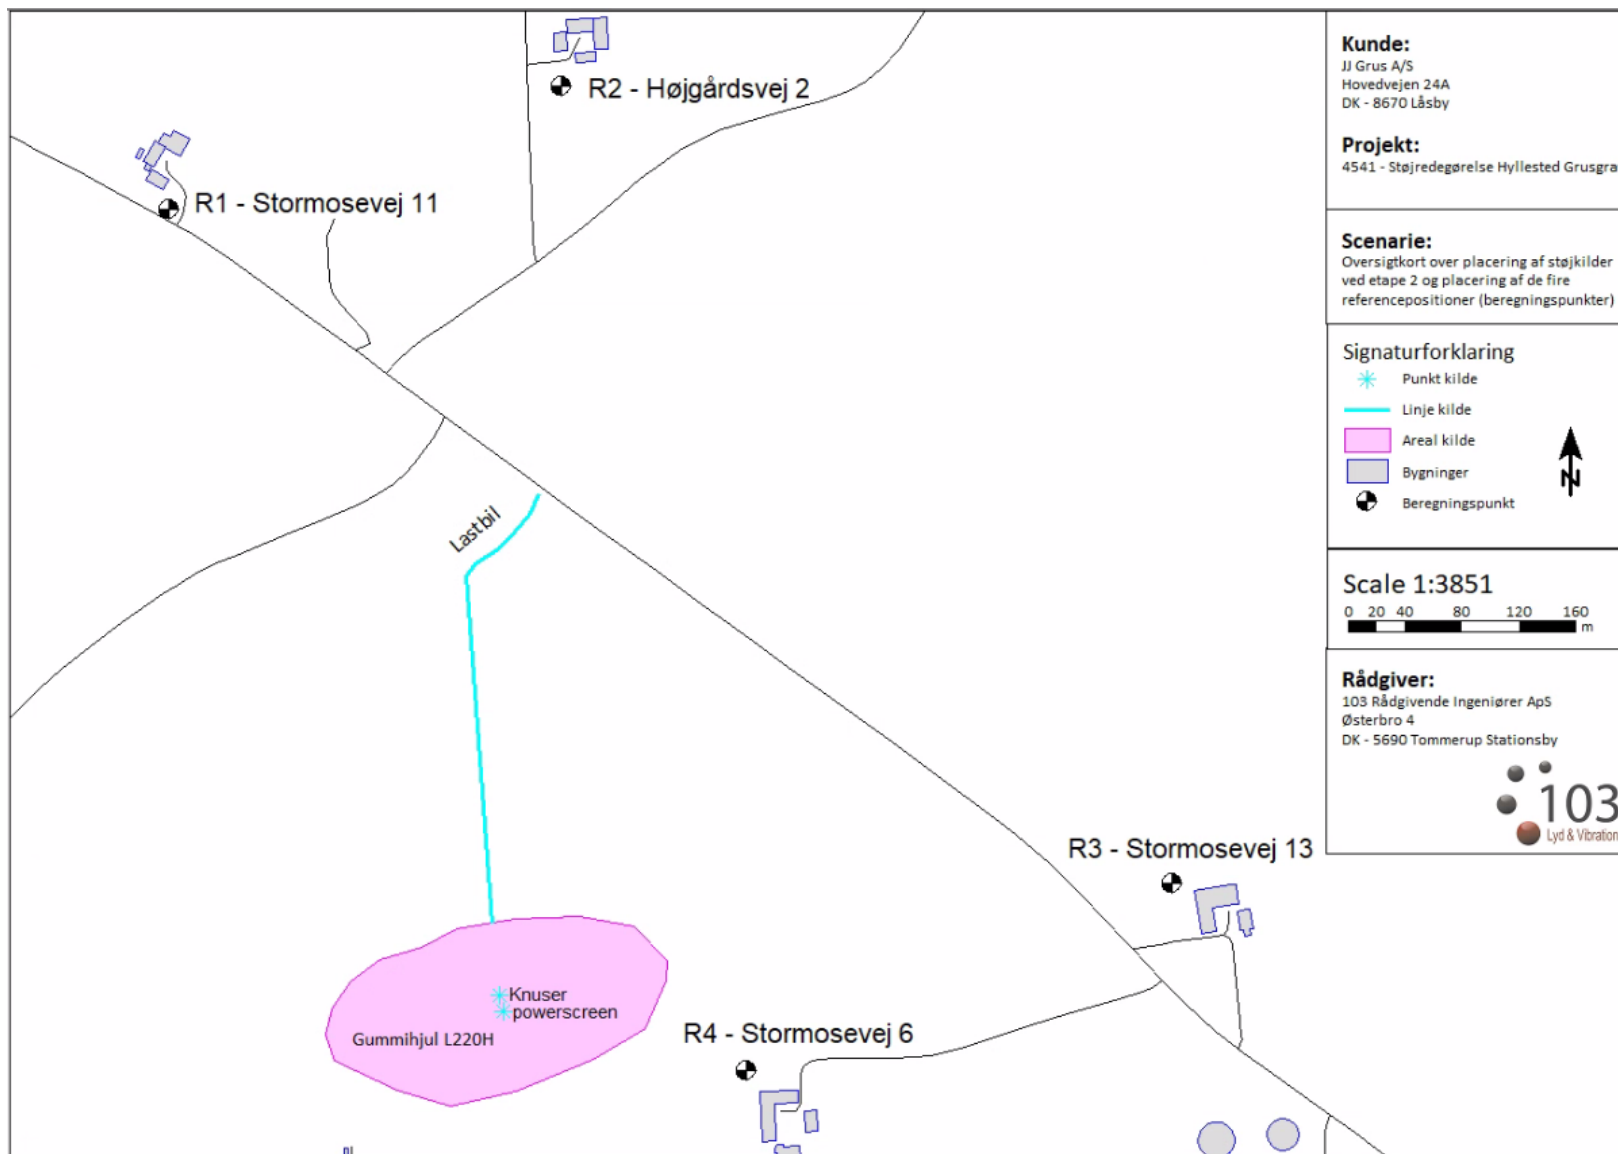 R2 - Højgårdsvej 2
R1 - Stormosevej 11
Lastbil
R3 - Stormosevej 13
Knuser
powerscreen
Gummihjul L220H
R4 - Stormosevej 6
Kunde:
JJ Grus A/S
Hovedvejen 24A
DK - 8670 Låsby
Projekt:
4541 - Støjredegørelse Hyllested Grusgra
Scenarie:
Oversigtkort over placering af støjkilder
ved etape 2 og placering af de fire
referencepositioner (beregningspunkter)
Signaturforklaring
Punkt kilde
Linje kilde
Areal kilde
Bygninger
Beregningspunkt
N
Scale 1:3851
0 20 40 80 120 160
m
Rådgiver:
103 Rådgivende Ingeniører ApS
Østerbro 4
DK - 5690 Tommerup Stationsby
103
Lyd & Vibration